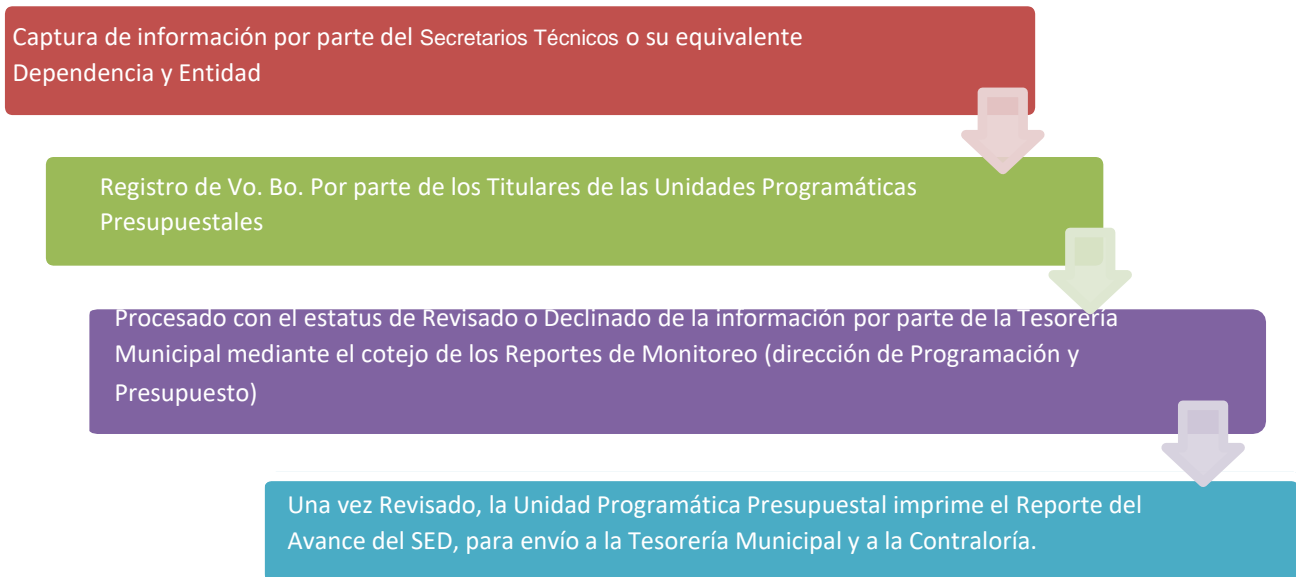 Captura de información por parte del Secretarios Técnicos o su equivalente
Dependencia y Entidad
Registro de Vo. Bo. Por parte de los Titulares de las Unidades Programáticas
Presupuestales
Procesado con el estatus de Revisado o Declinado de la información por parte de la Tesorería
Municipal mediante el cotejo de los Reportes de Monitoreo (dirección de Programación y
Presupuesto)
Una vez Revisado, la Unidad Programática Presupuestal imprime el Reporte del
Avance del SED, para envío a la Tesorería Municipal y a la Contraloría.